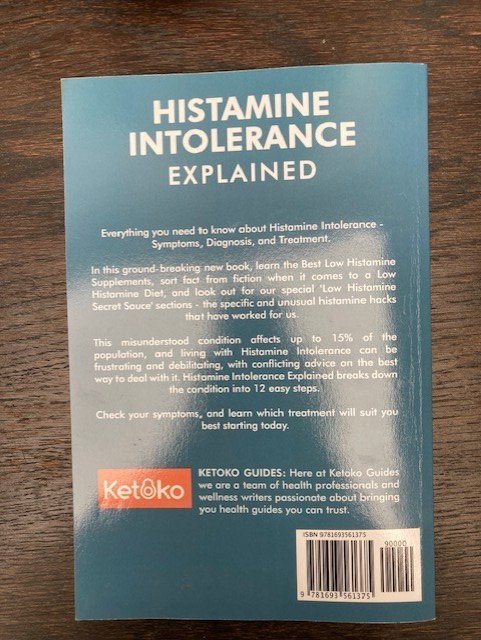 HISTAMINE
INTOLERANCE
EXPLAINED
Everything you need to know about Histamine Intolerance -
Symptoms, Diagnosis, and Treatment.
In this ground-breaking new book, learn the Best Low Histamine
Supplements, sort fact from fiction when it comes to a Low
Histamine Diet, and look out for our special 'Low Histamine
Secret Sauce' sections - the specific and unusual histamine hacks
that have worked for us.
This misunderstood condition affects up to 15% of the
population, and living with Histamine Intolerance can be
frustrating and debilitating, with conflicting advice on the best
way to deal with it. Histamine Intolerance Explained breaks down
the condition into 12 easy steps.
Check your symptoms, and learn which treatment will suit you
best starting today.
Ketoko
KETOKO GUIDES: Here at Ketoko Guides
we are a team of health professionals and
wellness writers passionate about bringing
you health guides you can trust.
ISBN 9781693561375
90000
9 781693 561375